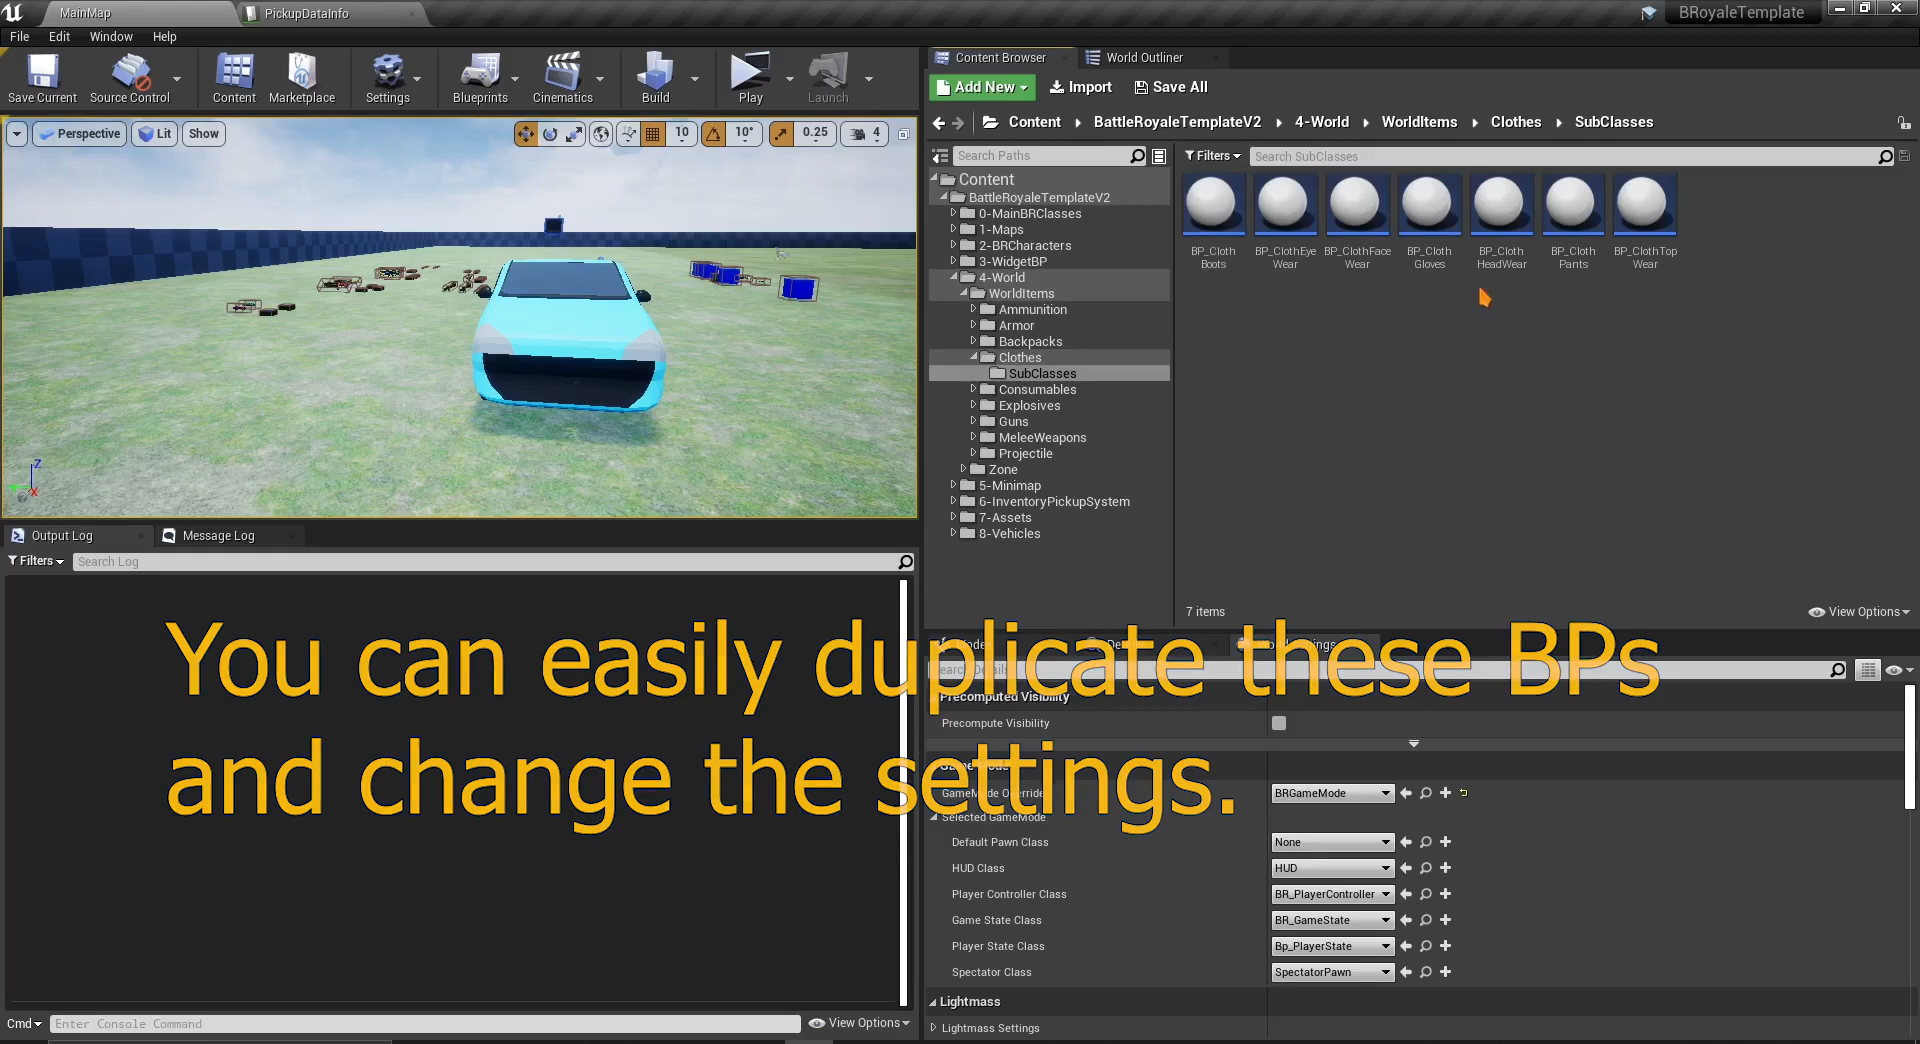 MainMap
PickupDataInfo
BRoyaleTemplate
File Edit Window Help
Save Current
Source Control
Content
Marketplace
Settings
Blueprints
Cinematics
Build
Play
Launch
Content Browser
World Outliner
Add New
Import
Save All
Content BattleRoyaleTemplateV2 4-World WorldItems Clothes SubClasses
Perspective
Lit
Show
10
10°
0.25
4
Z
X
Search Paths
Filters
Search SubClasses
Content
BattleRoyaleTemplateV2
0-MainBRClasses
1-Maps
2-BRCharacters
3-WidgetBP
4-World
WorldItems
Ammunition
Armor
Backpacks
Clothes
SubClasses
Consumables
Explosives
Guns
MeleeWeapons
Projectile
Zone
5-Minimap
6-InventoryPickupSystem
7-Assets
8-Vehicles
BP_Cloth
Boots
BP_ClothEye
Wear
BP_ClothFace
Wear
BP_Cloth
Gloves
BP_Cloth
HeadWear
BP_Cloth
Pants
BP_ClothTop
Wear
7 items
View Options
Output Log
Message Log
Filters
Search Log
You can easily duplicate these BPs
and change the settings.
Precomputed Visibility
Precompute Visibility
GameMode Override
BRGameMode
Selected GameMode
Default Pawn Class
None
HUD Class
HUD
Player Controller Class
BR_PlayerController
Game State Class
BR_GameState
Player State Class
Bp_PlayerState
Spectator Class
SpectatorPawn
Lightmass
Lightmass Settings
Cmd
Enter Console Command
View Options